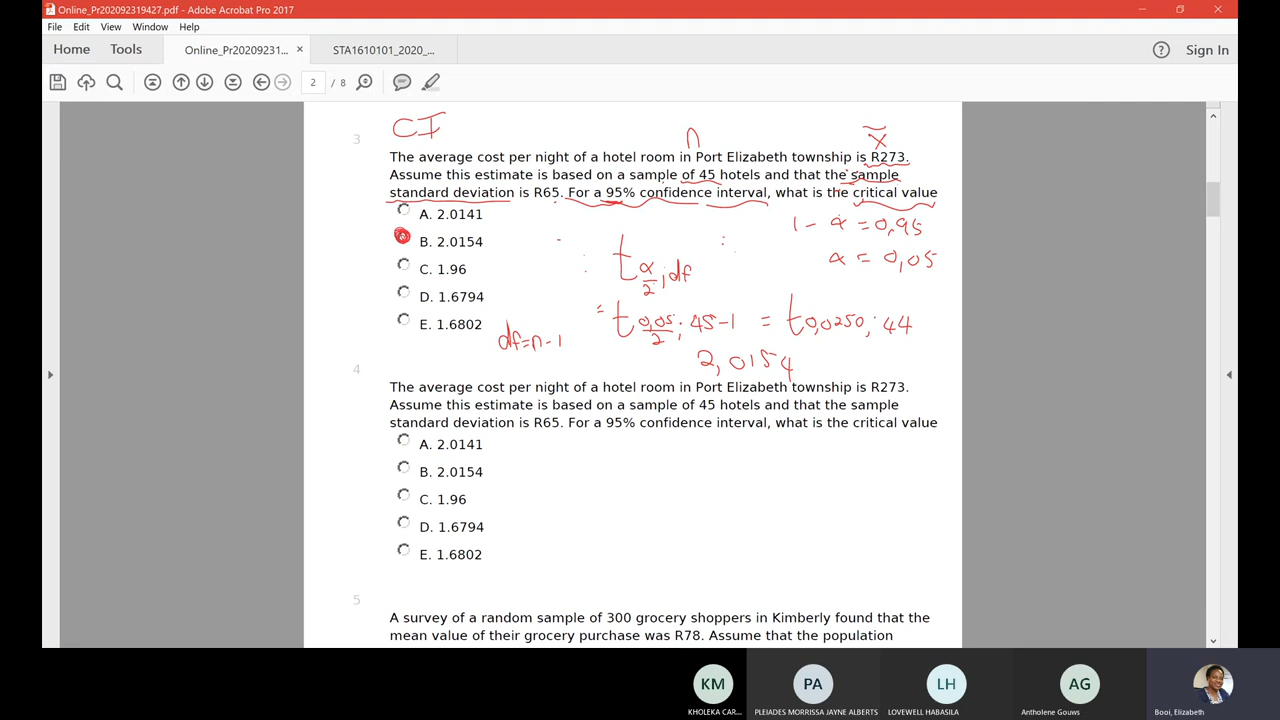 Online_Pr202092319427.pdf - Adobe Acrobat Pro 2017
File Edit View Window Help
Home Tools Online_Pr20209231... × STA1610101_2020_... Sign In
2 / 8
CI
n
x̄
3
The average cost per night of a hotel room in Port Elizabeth township is R273.
Assume this estimate is based on a sample of 45 hotels and that the sample
standard deviation is R65. For a 95% confidence interval, what is the critical value
A. 2.0141
B. 2.0154
C. 1.96
D. 1.6794
E. 1.6802
1 - α = 0,95
α = 0,05
t α/2 ; df
= t 0,05/2 ; 45-1 = t 0,0250; 44
df = n-1
2,0154
4
The average cost per night of a hotel room in Port Elizabeth township is R273.
Assume this estimate is based on a sample of 45 hotels and that the sample
standard deviation is R65. For a 95% confidence interval, what is the critical value
A. 2.0141
B. 2.0154
C. 1.96
D. 1.6794
E. 1.6802
5
A survey of a random sample of 300 grocery shoppers in Kimberly found that the
mean value of their grocery purchase was R78. Assume that the population
KM PA LH AG
KHOLEKA CAR... PLEIADES MORRISSA JAYNE ALBERTS LOVEWELL HABASILA Antholene Gouws Booi, Elizabeth